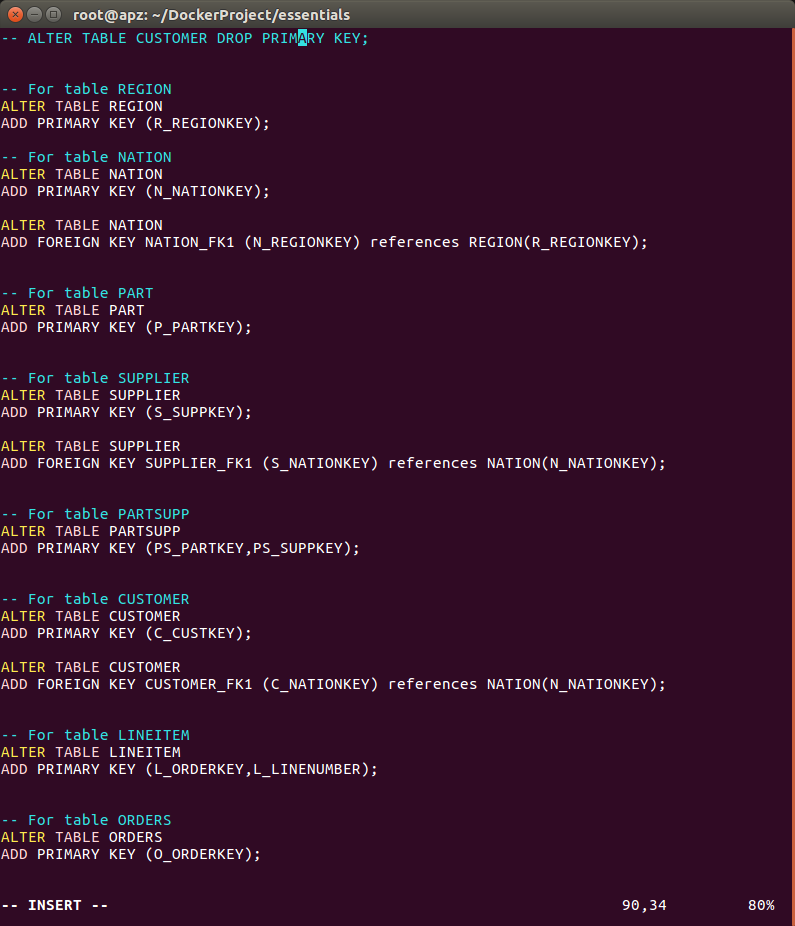 root@apz: ~/DockerProject/essentials
-- ALTER TABLE CUSTOMER DROP PRIMARY KEY;
-- For table REGION
ALTER TABLE REGION
ADD PRIMARY KEY (R_REGIONKEY);
-- For table NATION
ALTER TABLE NATION
ADD PRIMARY KEY (N_NATIONKEY);
ALTER TABLE NATION
ADD FOREIGN KEY NATION_FK1 (N_REGIONKEY) references REGION(R_REGIONKEY);
-- For table PART
ALTER TABLE PART
ADD PRIMARY KEY (P_PARTKEY);
-- For table SUPPLIER
ALTER TABLE SUPPLIER
ADD PRIMARY KEY (S_SUPPKEY);
ALTER TABLE SUPPLIER
ADD FOREIGN KEY SUPPLIER_FK1 (S_NATIONKEY) references NATION(N_NATIONKEY);
-- For table PARTSUPP
ALTER TABLE PARTSUPP
ADD PRIMARY KEY (PS_PARTKEY,PS_SUPPKEY);
-- For table CUSTOMER
ALTER TABLE CUSTOMER
ADD PRIMARY KEY (C_CUSTKEY);
ALTER TABLE CUSTOMER
ADD FOREIGN KEY CUSTOMER_FK1 (C_NATIONKEY) references NATION(N_NATIONKEY);
-- For table LINEITEM
ALTER TABLE LINEITEM
ADD PRIMARY KEY (L_ORDERKEY,L_LINENUMBER);
-- For table ORDERS
ALTER TABLE ORDERS
ADD PRIMARY KEY (O_ORDERKEY);
-- INSERT -- 90,34 80%